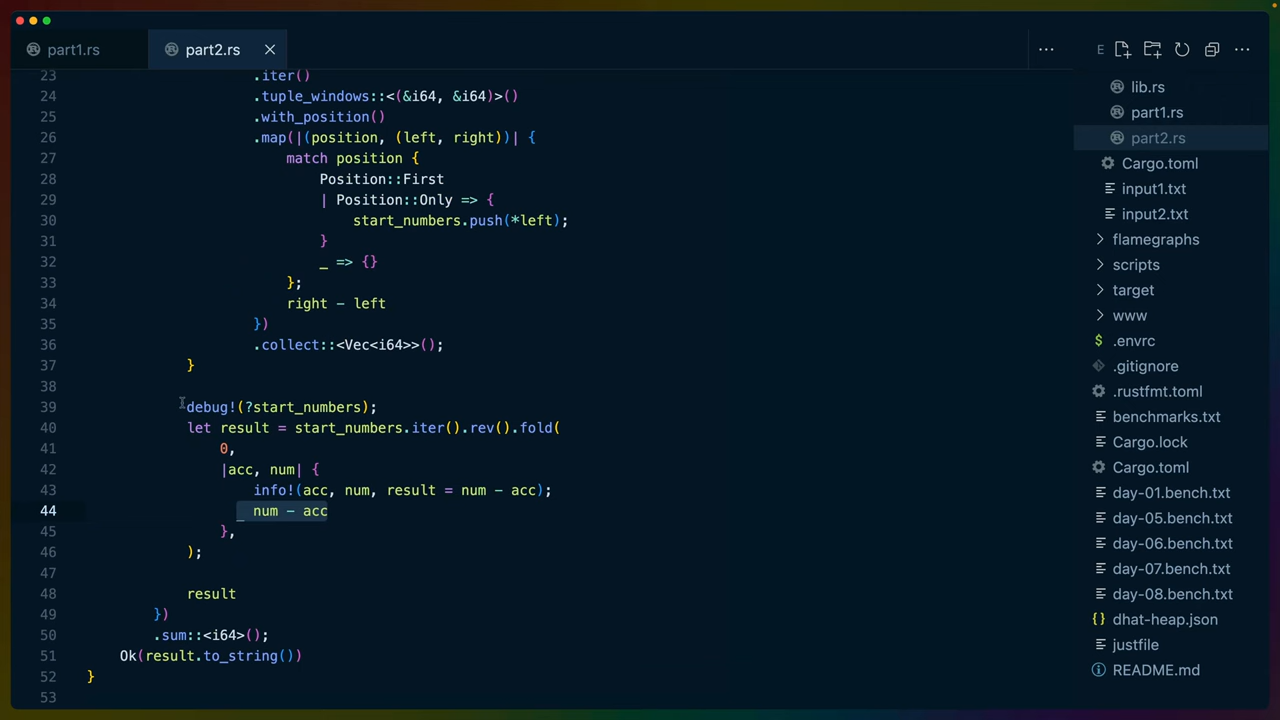 part1.rs
part2.rs
E
23 .iter()
24 .tuple_windows::<(&i64, &i64)>()
25 .with_position()
26 .map(|(position, (left, right))| {
27 match position {
28 Position::First
29 | Position::Only => {
30 start_numbers.push(*left);
31 }
32 _ => {}
33 };
34 right - left
35 })
36 .collect::<Vec<i64>>();
37 }
38
39 debug!(?start_numbers);
40 let result = start_numbers.iter().rev().fold(
41 0,
42 |acc, num| {
43 info!(acc, num, result = num - acc);
44 num - acc
45 },
46 );
47
48 result
49 })
50 .sum::<i64>();
51 Ok(result.to_string())
52 }
53
lib.rs
part1.rs
part2.rs
Cargo.toml
input1.txt
input2.txt
flamegraphs
scripts
target
www
.envrc
.gitignore
.rustfmt.toml
benchmarks.txt
Cargo.lock
Cargo.toml
day-01.bench.txt
day-05.bench.txt
day-06.bench.txt
day-07.bench.txt
day-08.bench.txt
dhat-heap.json
justfile
README.md